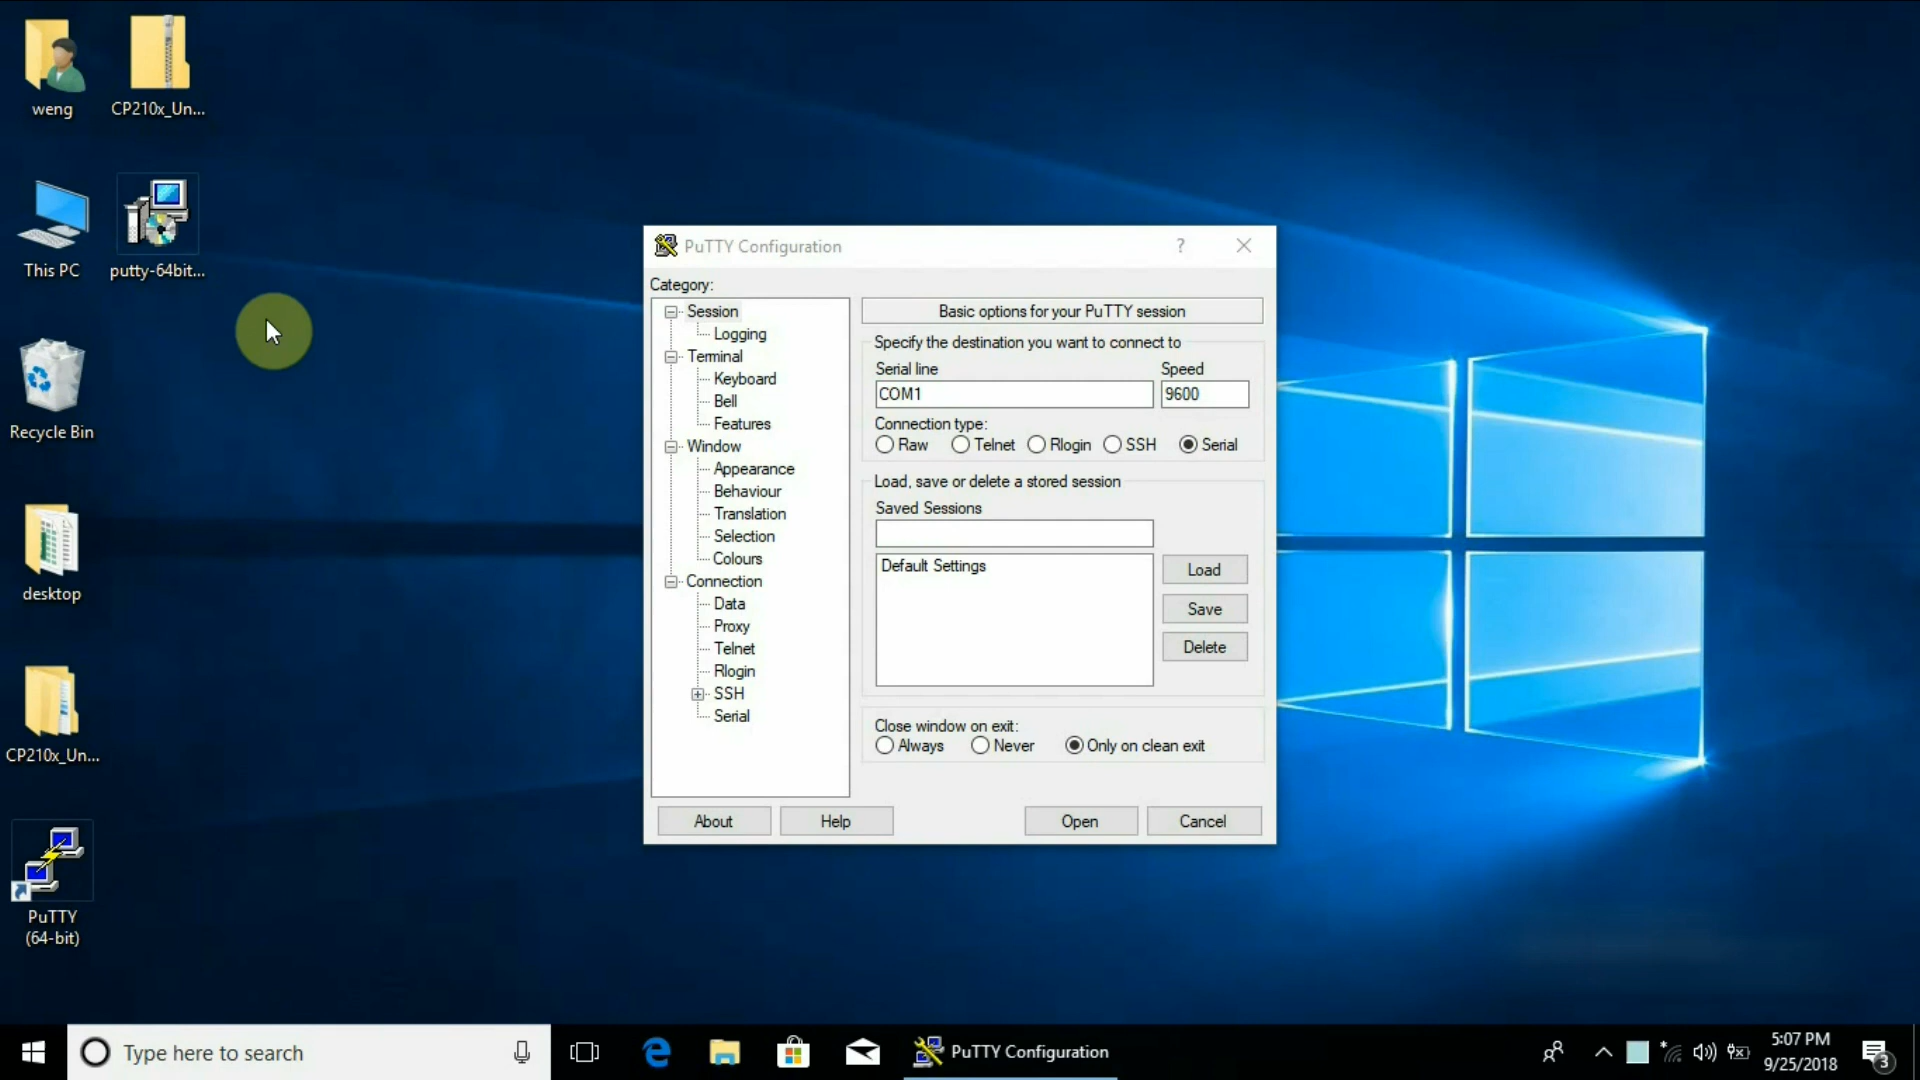 weng
CP210x_Un...
This PC
putty-64bit...
Recycle Bin
desktop
CP210x_Un...
PuTTY
(64-bit)
PuTTY Configuration
?
Category:
Session
Logging
Terminal
Keyboard
Bell
Features
Window
Appearance
Behaviour
Translation
Selection
Colours
Connection
Data
Proxy
Telnet
Rlogin
SSH
Serial
Basic options for your PuTTY session
Specify the destination you want to connect to
Serial line Speed
COM1 9600
Connection type:
Raw Telnet Rlogin SSH Serial
Load, save or delete a stored session
Saved Sessions
Default Settings
Load
Save
Delete
Close window on exit:
Always Never Only on clean exit
About Help Open Cancel
Type here to search
PuTTY Configuration
5:07 PM
9/25/2018
3